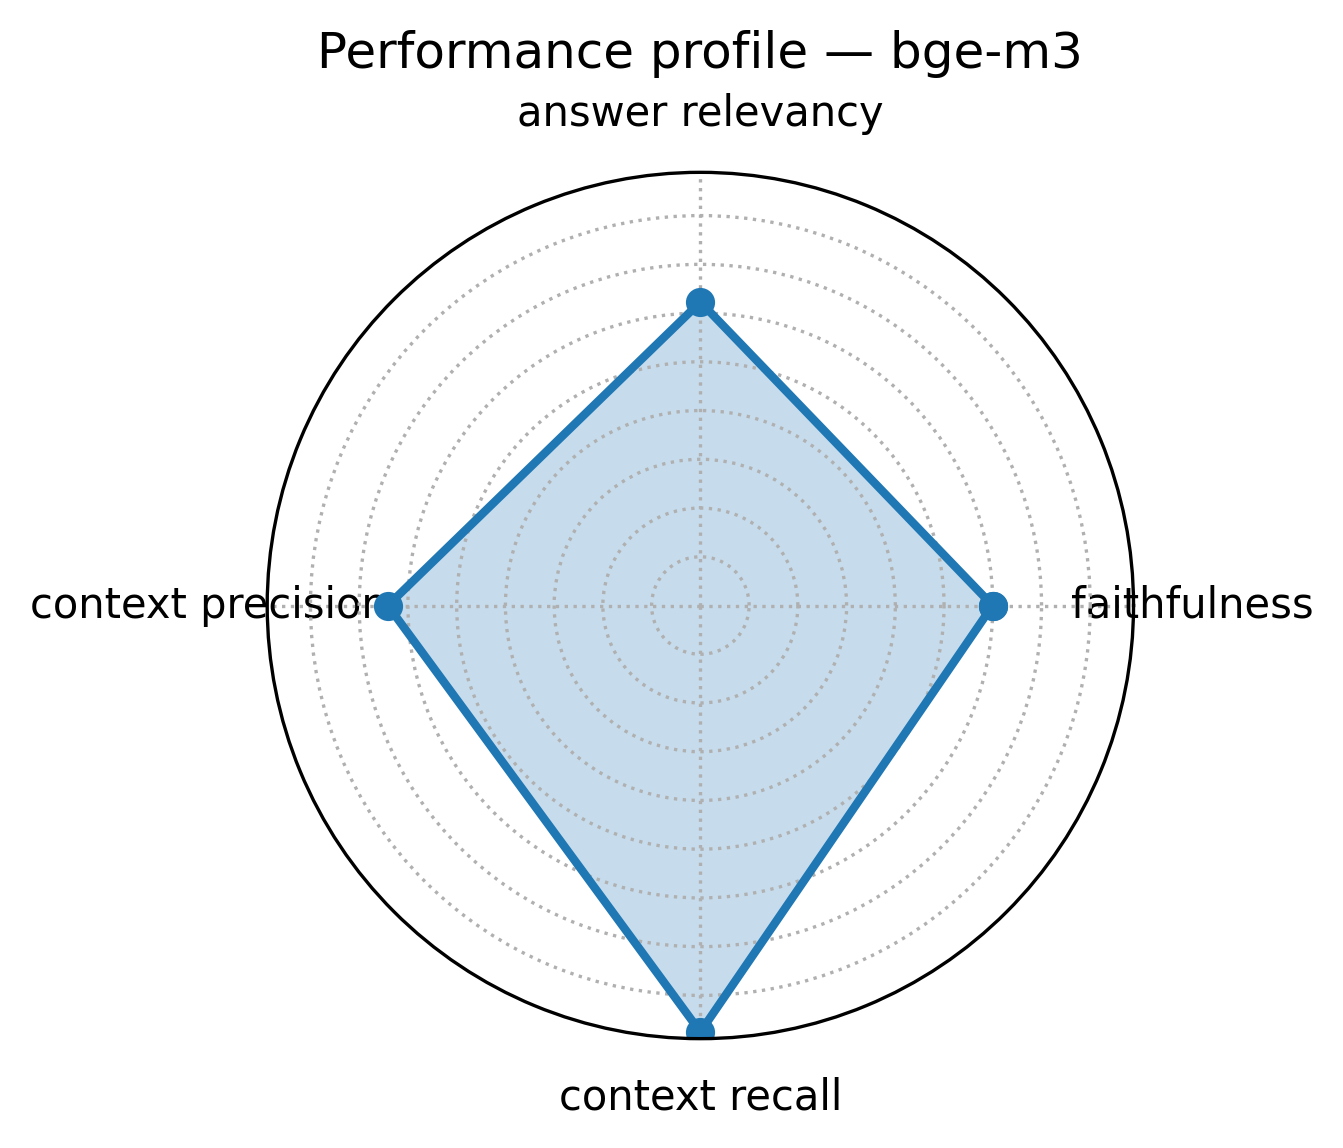 Performance profile — bge-m3
answer relevancy
context precision
faithfulness
context recall